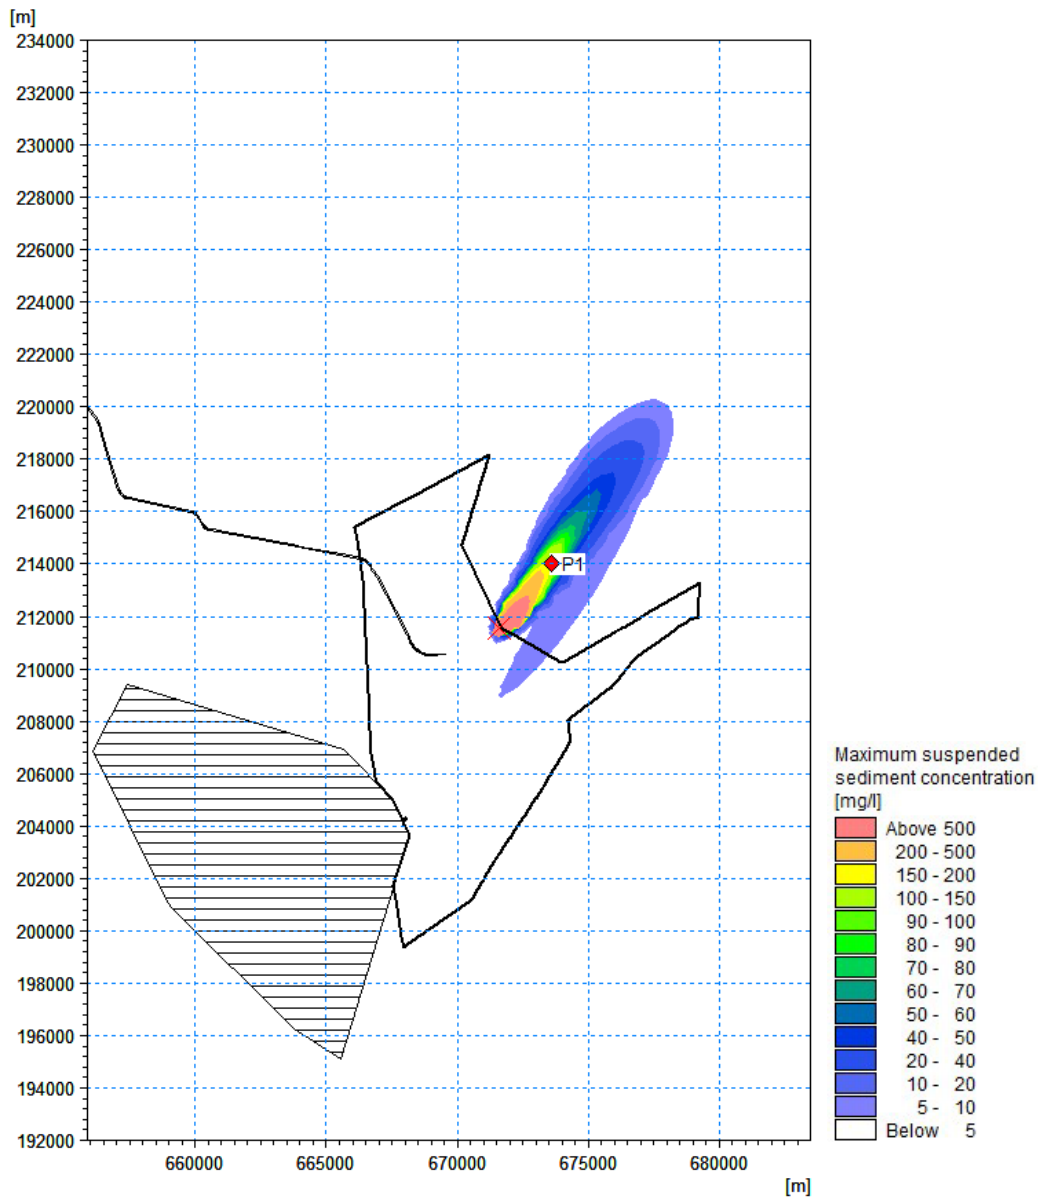 [m]
234000
232000
230000
228000
226000
224000
222000
220000
218000
216000
214000
212000
210000
208000
206000
204000
202000
200000
198000
196000
194000
192000
P1
660000 665000 670000 675000 680000
[m]
Maximum suspended
sediment concentration
[mg/l]
Above 500
200 - 500
150 - 200
100 - 150
90 - 100
80 - 90
70 - 80
60 - 70
50 - 60
40 - 50
20 - 40
10 - 20
5 - 10
Below 5